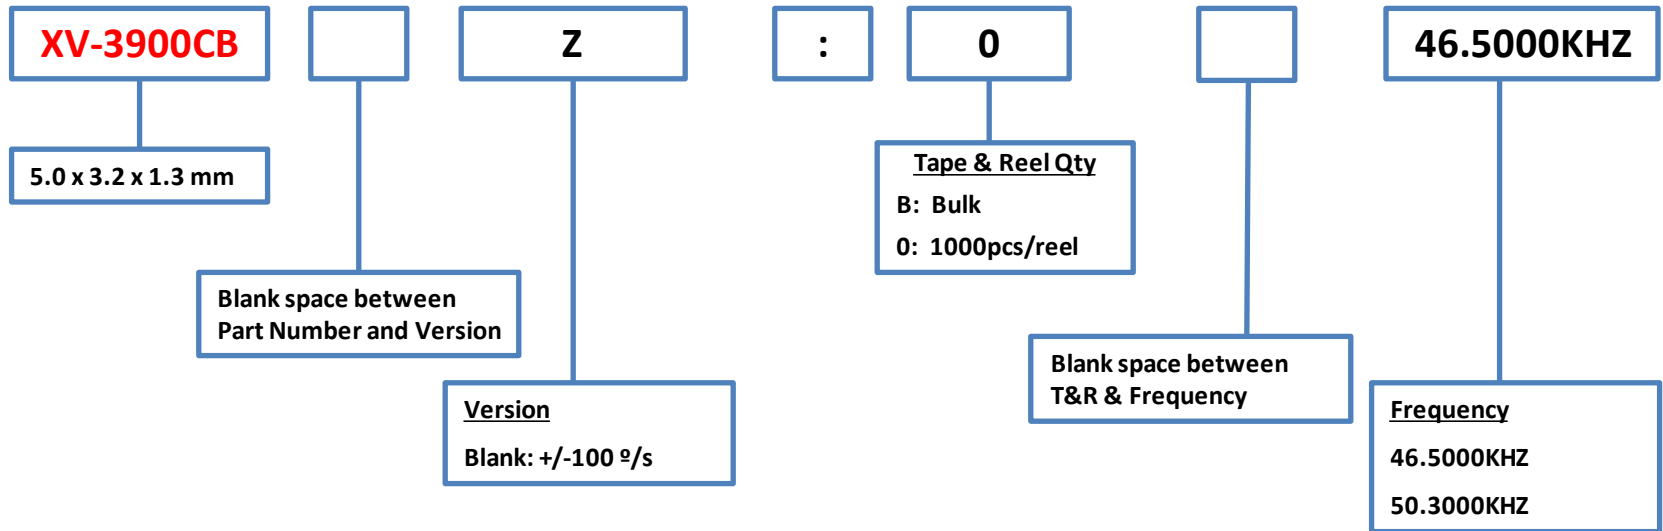 XV-3900CB Z : 0 46.5000KHZ
5.0 x 3.2 x 1.3 mm
Tape & Reel Qty
B: Bulk
0: 1000pcs/reel
Blank space between
Part Number and Version
Blank space between
T&R & Frequency
Version
Blank: +/-100 º/s
Frequency
46.5000KHZ
50.3000KHZ